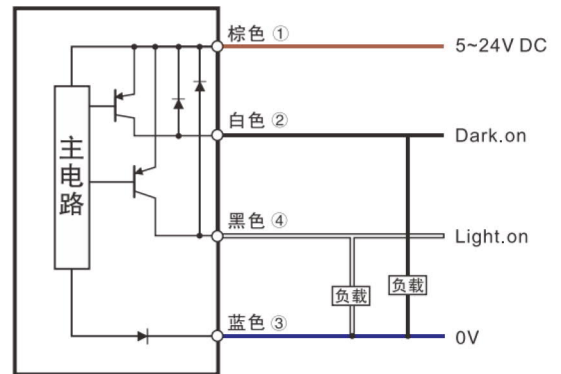 棕色 ①
5~24V DC
主电路
白色 ②
Dark.on
黑色 ④
Light.on
负载
负载
蓝色 ③
0V